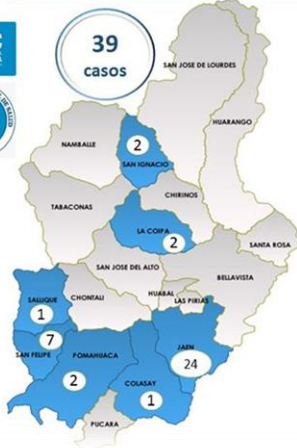 39
casos
SAN JOSE DE LOURDES
HUARANGO
NAMBALLE
2
SAN IGNACIO
CHIRINOS
TABACONAS
LA COIPA
2
SANTA ROSA
SAN JOSE DEL ALTO
BELLAVISTA
SALLIQUE
1
CHONTALI
HUABAL
LAS PIRIAS
7
SAN FELIPE
POMAHUACA
2
JAEN
24
COLASAY
1
PUCARA